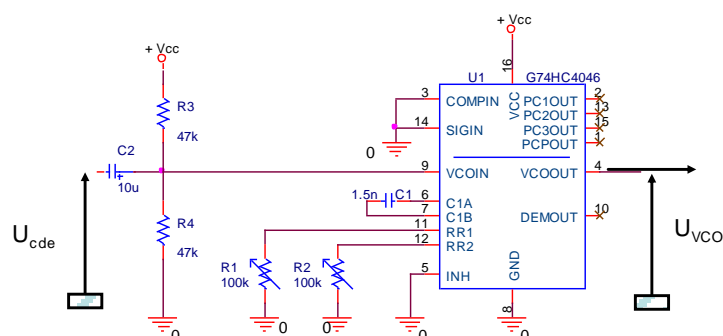 + Vcc
+ Vcc
U1
G74HC4046
16
VCC
R3
47k
3
COMPIN
14
SIGIN
0
PC1OUT
2
PC2OUT
13
PC3OUT
15
PCPOUT
1
C2
10u
+
9
VCOIN
VCOOUT
4
1.5n
C1
6
C1A
7
C1B
11
RR1
12
RR2
DEMOUT
10
Ucde
R4
47k
R1
100k
R2
100k
5
INH
GND
8
UVCO
0
0
0
0
0